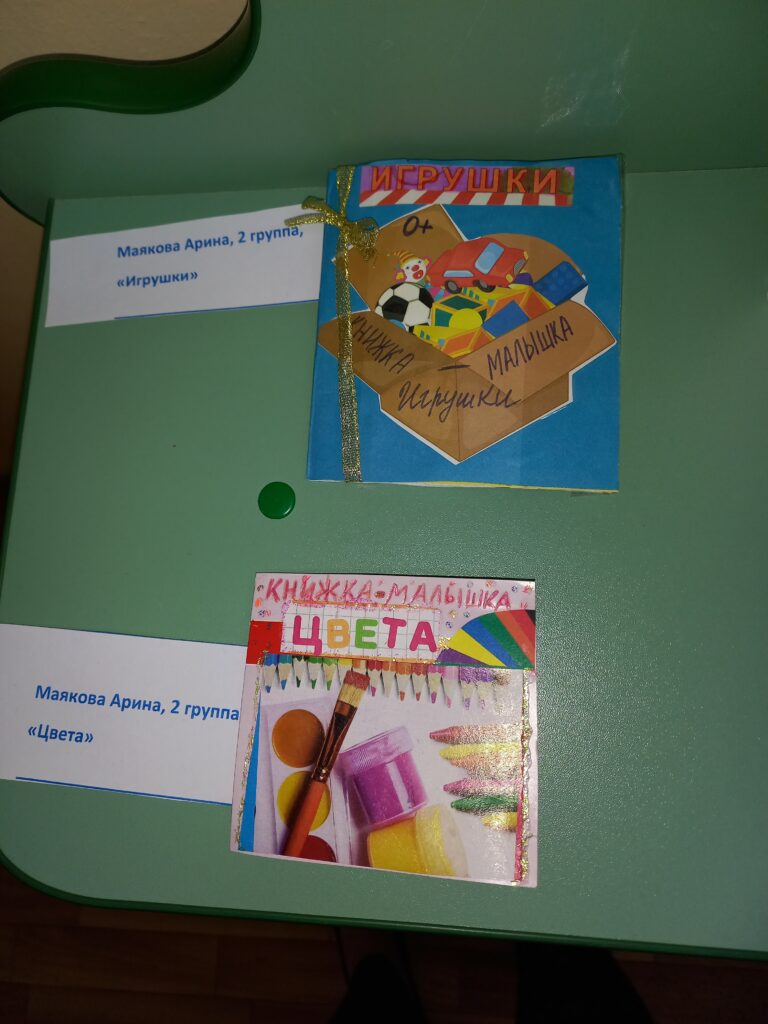 ИГРУШКИ
0+
Маякова Арина, 2 группа,
«Игрушки»
КНИЖКА – МАЛЫШКА
Игрушки
КНИЖКА-МАЛЫШКА
ЦВЕТА
Маякова Арина, 2 группа
«Цвета»